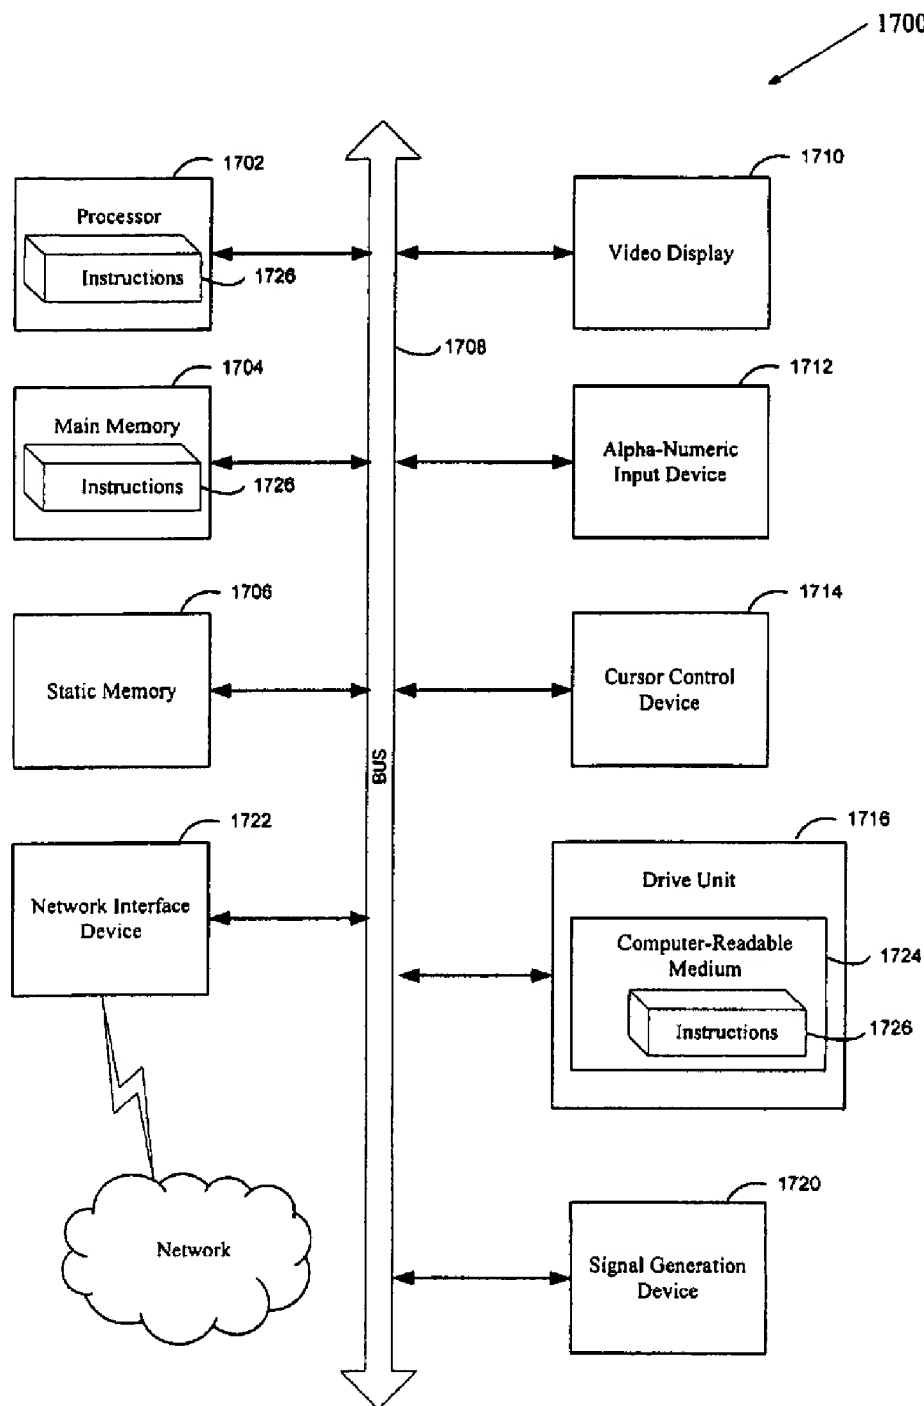 1700
1702
Processor
Instructions
1726
1704
Main Memory
Instructions
1726
1706
Static Memory
1722
Network Interface
Device
Network
BUS
1708
1710
Video Display
1712
Alpha-Numeric
Input Device
1714
Cursor Control
Device
1716
Drive Unit
Computer-Readable
Medium
1724
Instructions
1726
1720
Signal Generation
Device